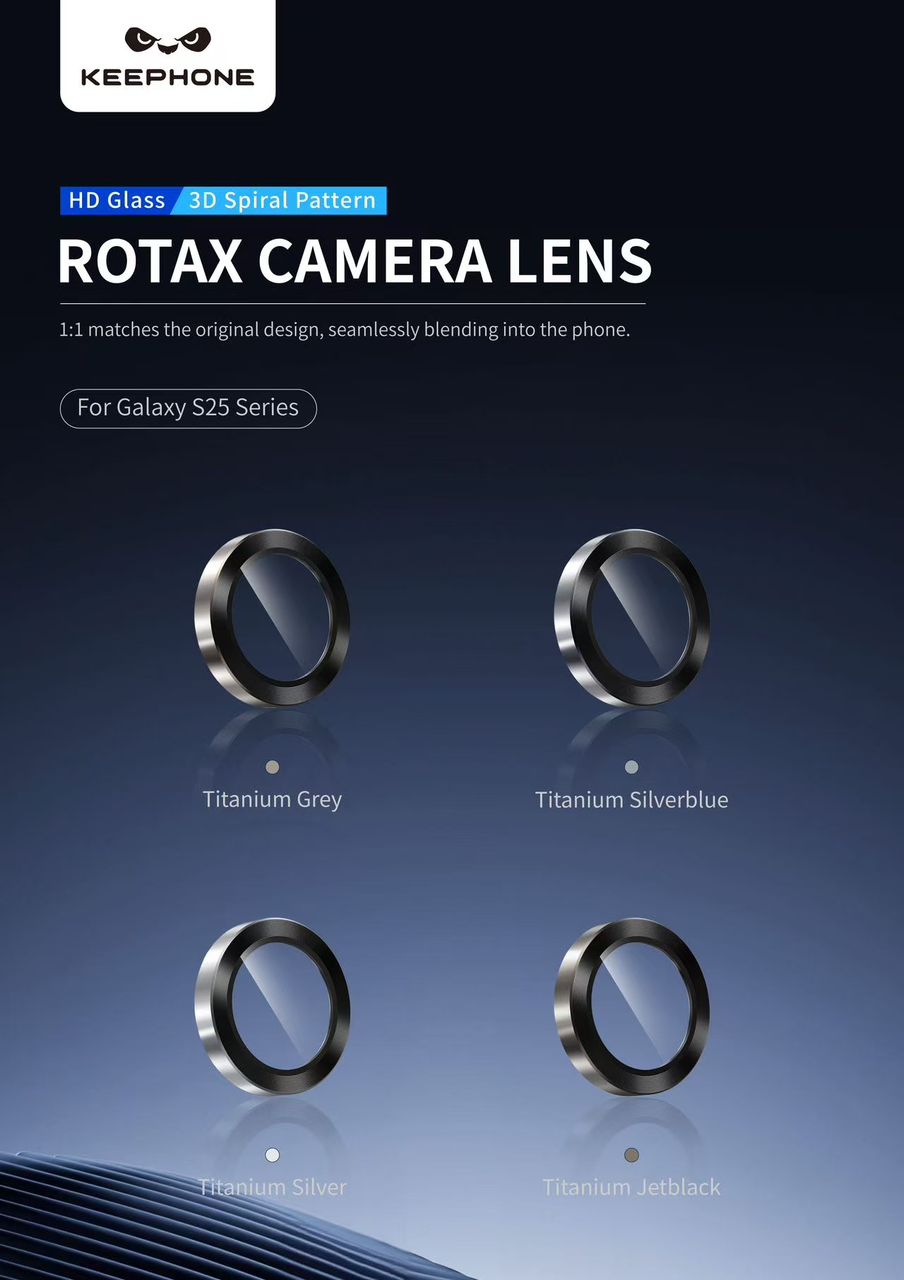 KEEPHONE
HD Glass 3D Spiral Pattern
ROTAX CAMERA LENS
1:1 matches the original design, seamlessly blending into the phone.
For Galaxy S25 Series
Titanium Grey
Titanium Silverblue
Titanium Silver
Titanium Jetblack